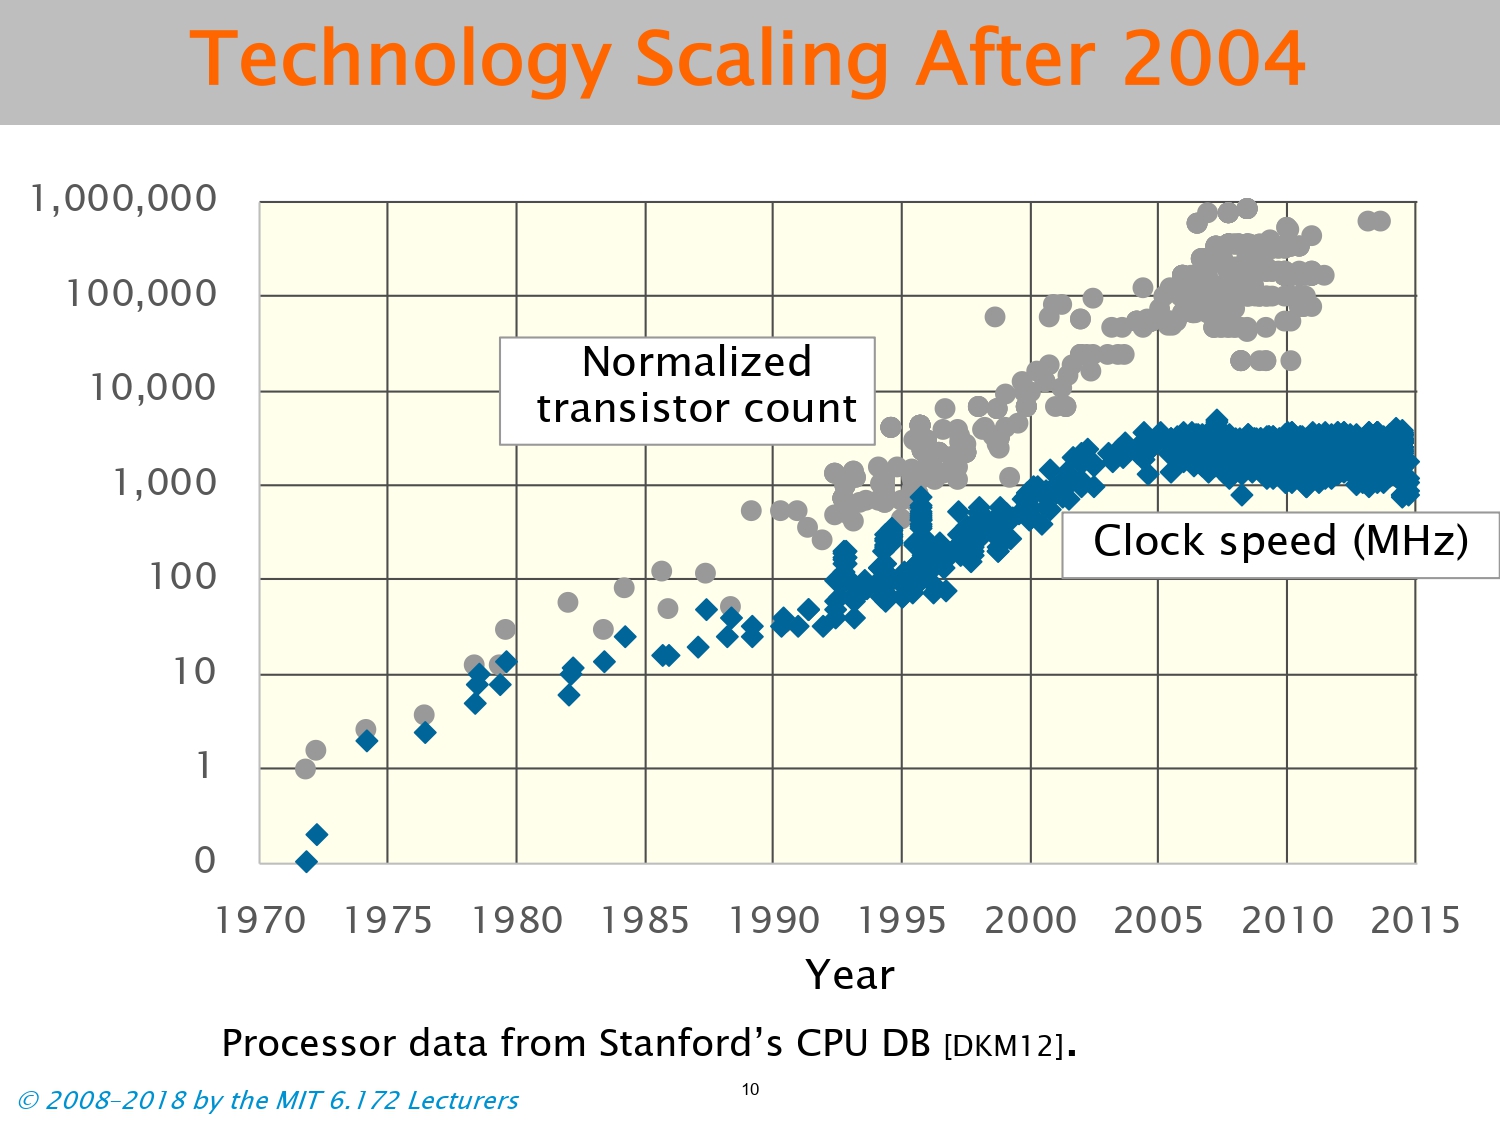 Technology Scaling After 2004
1,000,000
100,000
10,000
1,000
100
10
1
0
Normalized
transistor count
Clock speed (MHz)
1970 1975 1980 1985 1990 1995 2000 2005 2010 2015
Year
Processor data from Stanford’s CPU DB [DKM12].
© 2008–2018 by the MIT 6.172 Lecturers
10